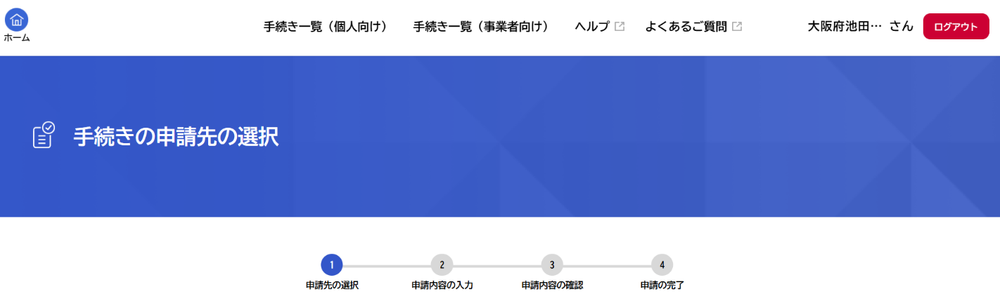 ホーム
手続き一覧（個人向け） 手続き一覧（事業者向け） ヘルプ よくあるご質問 大阪府池田… さん ログアウト
手続きの申請先の選択
1 2 3 4
申請先の選択 申請内容の入力 申請内容の確認 申請の完了